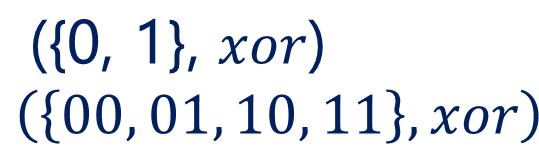 ({0, 1}, xor)
({00, 01, 10, 11}, xor)